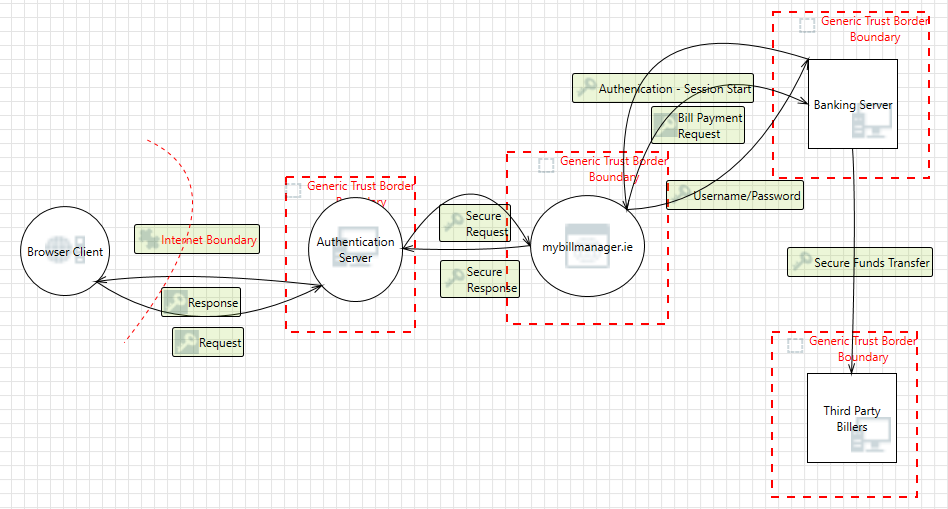 Generic Trust Border
Boundary
Banking Server
Authenication - Session Start
Bill Payment
Request
Generic Trust Border
Boundary
Username/Password
Generic Trust Border
Boundary
Secure
Request
mybillmanager.ie
Authentication
Server
Browser Client
Internet Boundary
Secure
Response
Secure Funds Transfer
Response
Request
Generic Trust Border
Boundary
Third Party
Billers